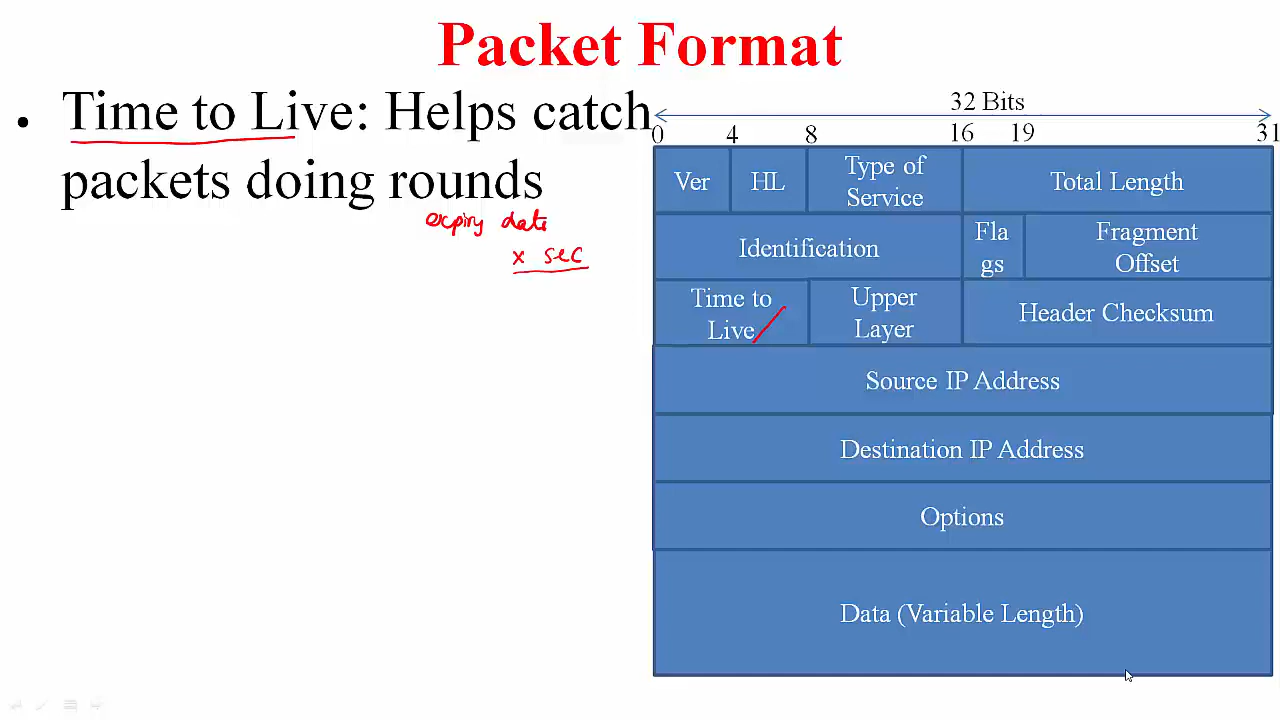 Packet Format
• Time to Live: Helps catch
packets doing rounds
expiry date
x sec
32 Bits
0 4 8 16 19 31
Ver HL Type of Service Total Length
Identification Fla gs Fragment Offset
Time to Live Upper Layer Header Checksum
Source IP Address
Destination IP Address
Options
Data (Variable Length)